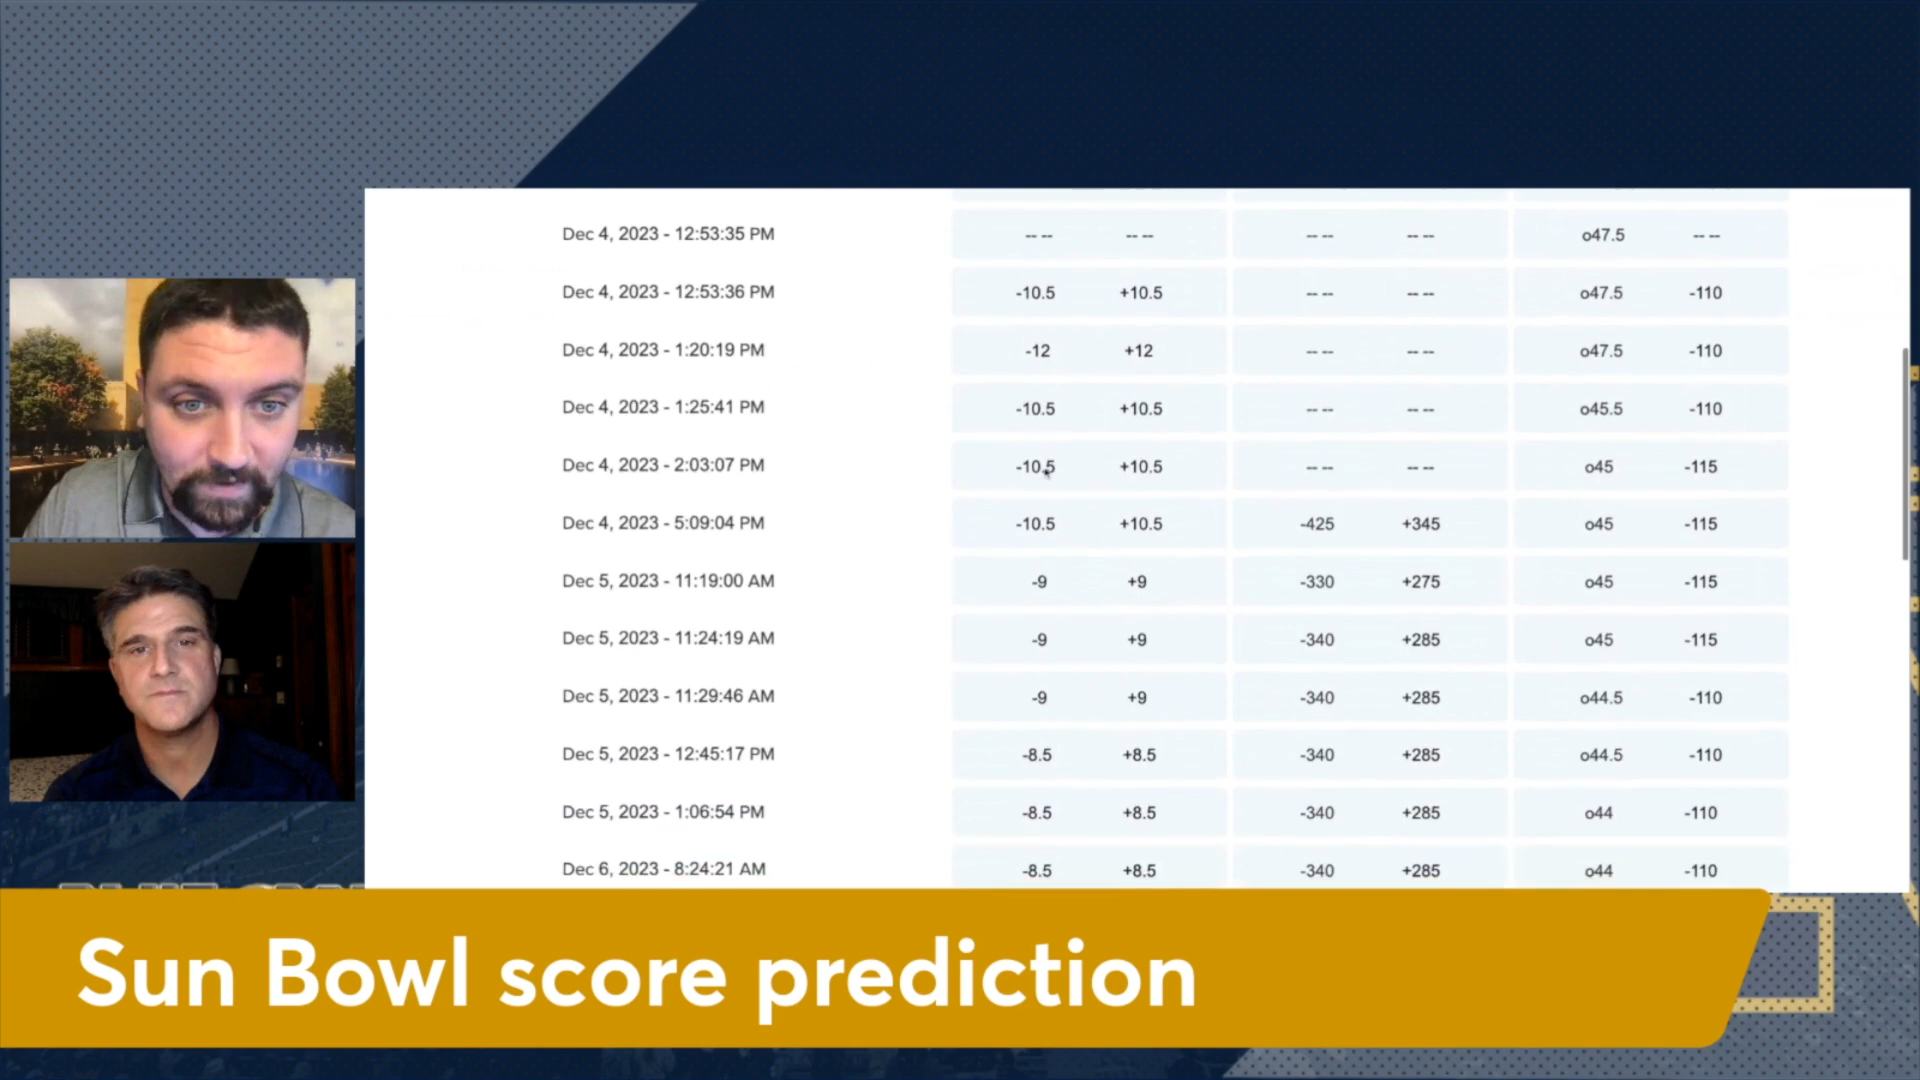 Dec 4, 2023 - 12:53:35 PM -- -- -- -- -- -- -- -- o47.5 -- --
Dec 4, 2023 - 12:53:36 PM -10.5 +10.5 -- -- -- -- o47.5 -110
Dec 4, 2023 - 1:20:19 PM -12 +12 -- -- -- -- o47.5 -110
Dec 4, 2023 - 1:25:41 PM -10.5 +10.5 -- -- -- -- o45.5 -110
Dec 4, 2023 - 2:03:07 PM -10.5 +10.5 -- -- -- -- o45 -115
Dec 4, 2023 - 5:09:04 PM -10.5 +10.5 -425 +345 o45 -115
Dec 5, 2023 - 11:19:00 AM -9 +9 -330 +275 o45 -115
Dec 5, 2023 - 11:24:19 AM -9 +9 -340 +285 o45 -115
Dec 5, 2023 - 11:29:46 AM -9 +9 -340 +285 o44.5 -110
Dec 5, 2023 - 12:45:17 PM -8.5 +8.5 -340 +285 o44.5 -110
Dec 5, 2023 - 1:06:54 PM -8.5 +8.5 -340 +285 o44 -110
Dec 6, 2023 - 8:24:21 AM -8.5 +8.5 -340 +285 o44 -110
Sun Bowl score prediction